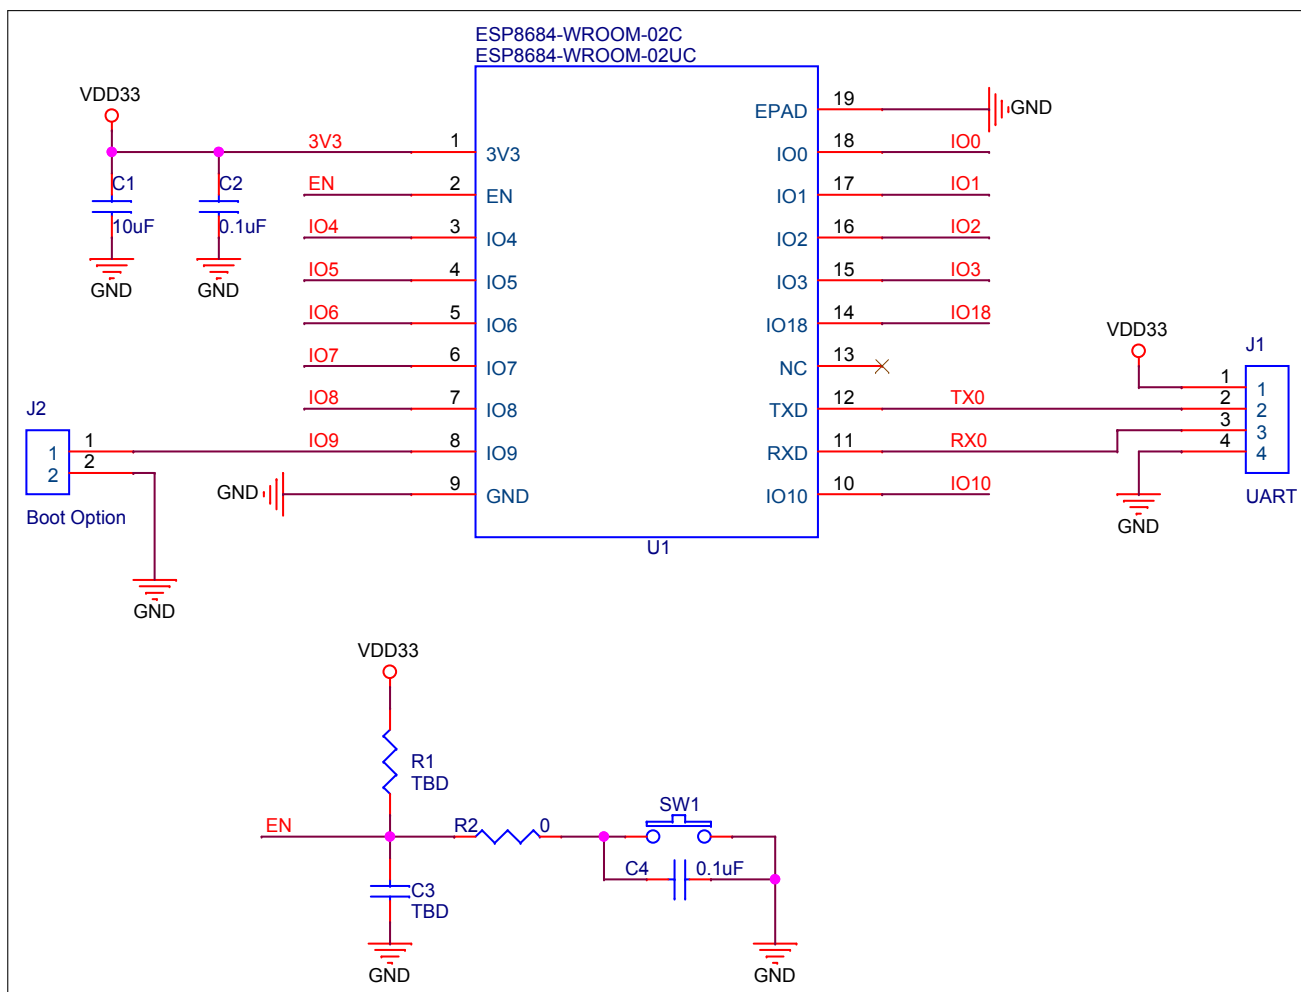 ESP8684-WROOM-02C
ESP8684-WROOM-02UC
VDD33
3V3
1
3V3
C1
10uF
GND
C2
0.1uF
GND
EN
2
EN
IO4
3
IO4
IO5
4
IO5
IO6
5
IO6
IO7
6
IO7
IO8
7
IO8
IO9
8
IO9
GND
9
GND
J2
1
1
2
2
Boot Option
GND
EPAD
19
GND
IO0
18
IO0
IO1
17
IO1
IO2
16
IO2
IO3
15
IO3
IO18
14
IO18
NC
13
TXD
12
TX0
RXD
11
RX0
IO10
10
IO10
U1
VDD33
J1
1
1
2
2
3
3
4
4
UART
GND
VDD33
R1
TBD
EN
R2
0
SW1
C4
0.1uF
C3
TBD
GND
GND